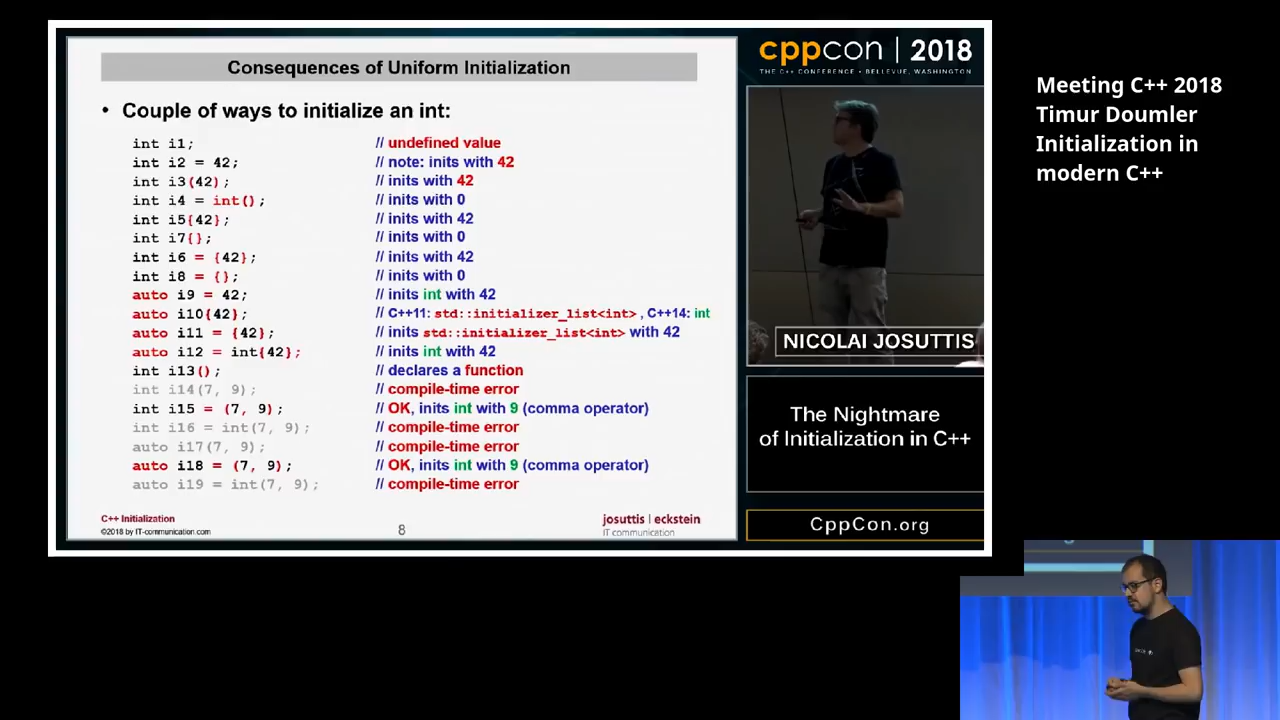 Consequences of Uniform Initialization
• Couple of ways to initialize an int:
int i1; // undefined value
int i2 = 42; // note: inits with 42
int i3(42); // inits with 42
int i4 = int(); // inits with 0
int i5{42}; // inits with 42
int i7{}; // inits with 0
int i6 = {42}; // inits with 42
int i8 = {}; // inits with 0
auto i9 = 42; // inits int with 42
auto i10{42}; // C++11: std::initializer_list<int>, C++14: int
auto i11 = {42}; // inits std::initializer_list<int> with 42
auto i12 = int{42}; // inits int with 42
int i13(); // declares a function
int i14(7, 9); // compile-time error
int i15 = (7, 9); // OK, inits int with 9 (comma operator)
int i16 = int(7, 9); // compile-time error
auto i17(7, 9); // compile-time error
auto i18 = (7, 9); // OK, inits int with 9 (comma operator)
auto i19 = int(7, 9); // compile-time error
C++ Initialization
©2018 by IT-communication.com
8
josuttis | eckstein
IT communication
cppcon | 2018
THE C++ CONFERENCE • BELLEVUE, WASHINGTON
NICOLAI JOSUTTIS
The Nightmare
of Initialization in C++
CppCon.org
Meeting C++ 2018
Timur Doumler
Initialization in
modern C++